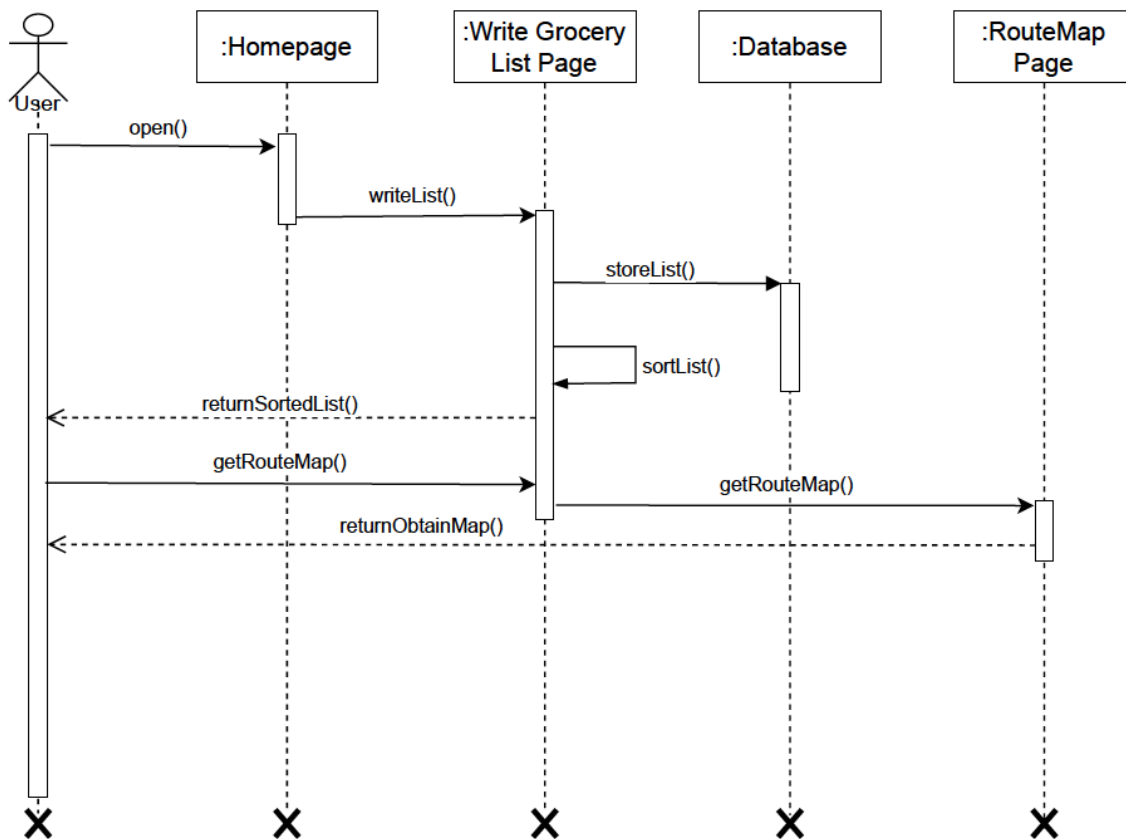 :Homepage
:Write Grocery
List Page
:Database
:RouteMap
Page
User
open()
writeList()
storeList()
sortList()
returnSortedList()
getRouteMap()
getRouteMap()
returnObtainMap()